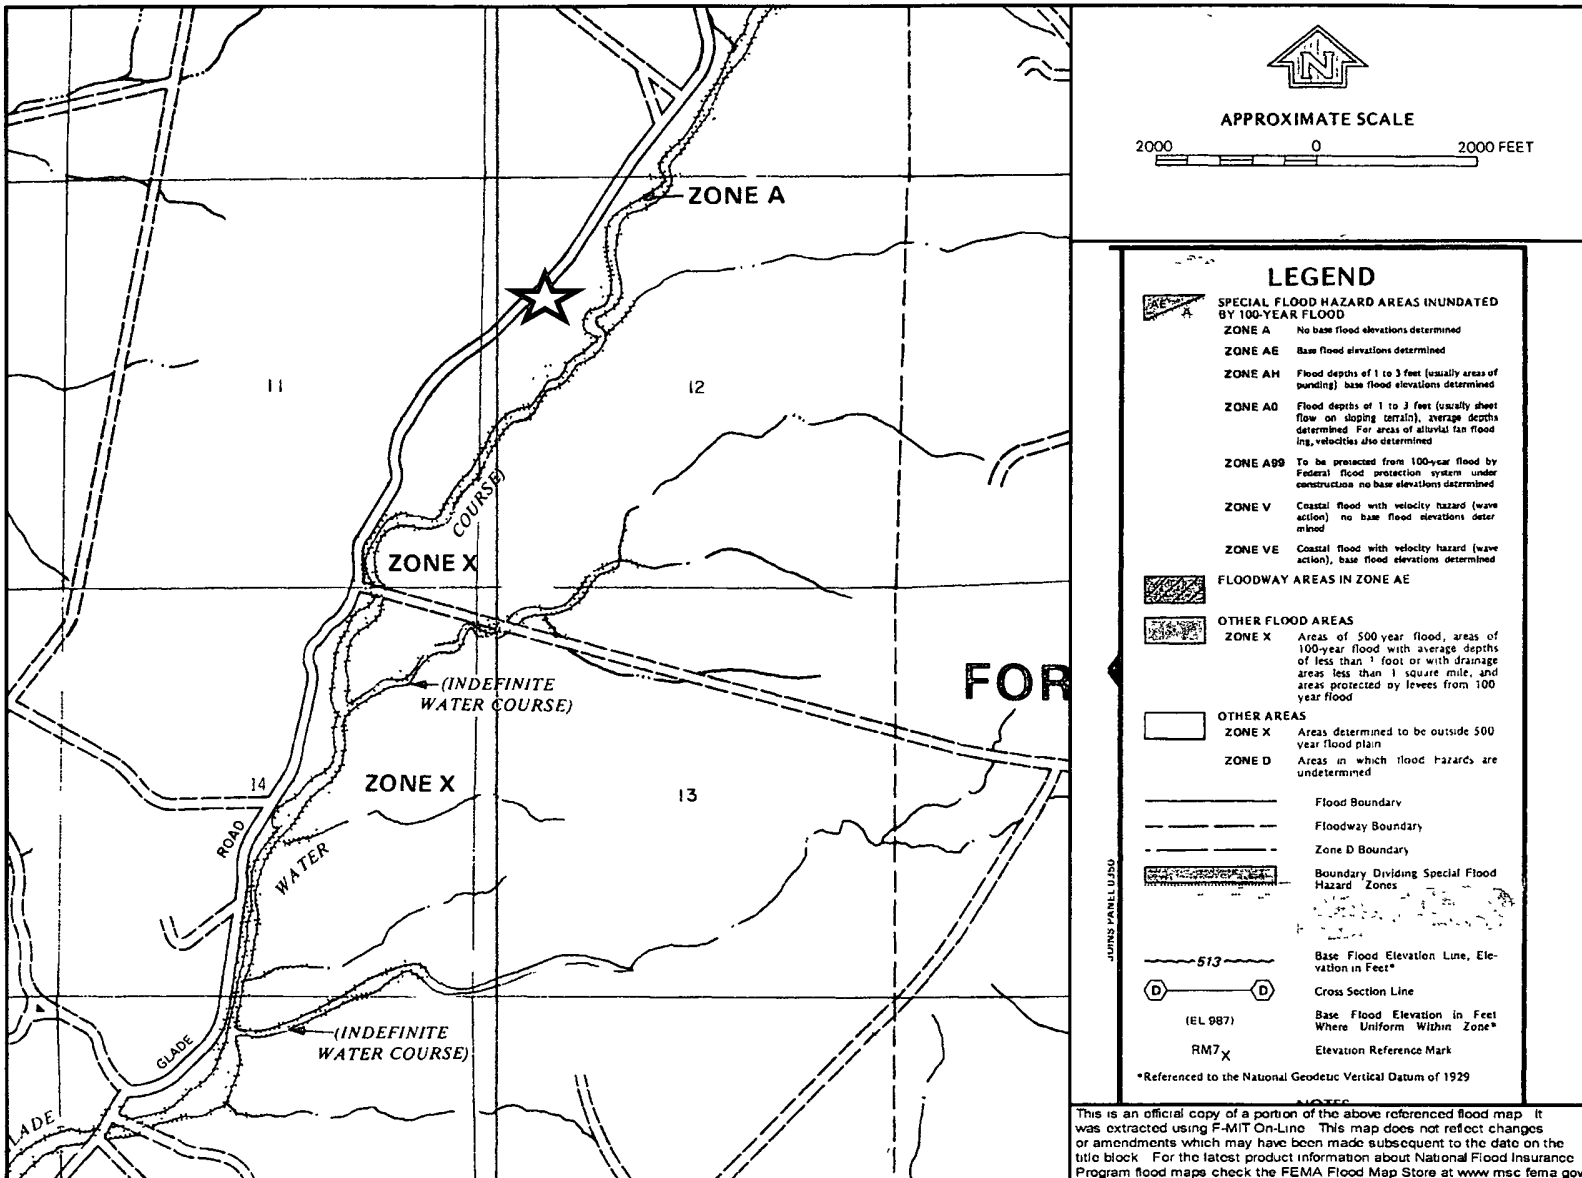 N
APPROXIMATE SCALE
2000 0 2000 FEET
ZONE A
11
12
COURSE)
ZONE X
(INDEFINITE
WATER COURSE)
FOR
14
ZONE X
13
ROAD
WATER
GLADE
(INDEFINITE
WATER COURSE)
LADE
LEGEND
AE
A
SPECIAL FLOOD HAZARD AREAS INUNDATED
BY 100-YEAR FLOOD
ZONE A No base flood elevations determined
ZONE AE Base flood elevations determined
ZONE AH Flood depths of 1 to 3 feet (usually areas of
ponding) base flood elevations determined
ZONE AO Flood depths of 1 to 3 feet (usually sheet
flow on sloping terrain), average depths
determined For areas of alluvial fan flood
ing, velocities also determined
ZONE A99 To be protected from 100-year flood by
Federal flood protection system under
construction no base elevations determined
ZONE V Coastal flood with velocity hazard (wave
action) no base flood elevations deter
mined
ZONE VE Coastal flood with velocity hazard (wave
action), base flood elevations determined
FLOODWAY AREAS IN ZONE AE
OTHER FLOOD AREAS
ZONE X Areas of 500 year flood, areas of
100-year flood with average depths
of less than 1 foot or with drainage
areas less than 1 square mile, and
areas protected by levees from 100
year flood
OTHER AREAS
ZONE X Areas determined to be outside 500
year flood plain
ZONE D Areas in which flood hazards are
undetermined
Flood Boundary
Floodway Boundary
Zone D Boundary
Boundary Dividing Special Flood
Hazard Zones
513 Base Flood Elevation Line, Ele-
vation in Feet*
D D Cross Section Line
(EL 987) Base Flood Elevation in Feet
Where Uniform Within Zone*
RM7X Elevation Reference Mark
*Referenced to the National Geodetic Vertical Datum of 1929
NOTES
JOINS PANEL 0350
This is an official copy of a portion of the above referenced flood map It
was extracted using F-MIT On-Line This map does not reflect changes
or amendments which may have been made subsequent to the date on the
title block For the latest product information about National Flood Insurance
Program flood maps check the FEMA Flood Map Store at www msc fema gov